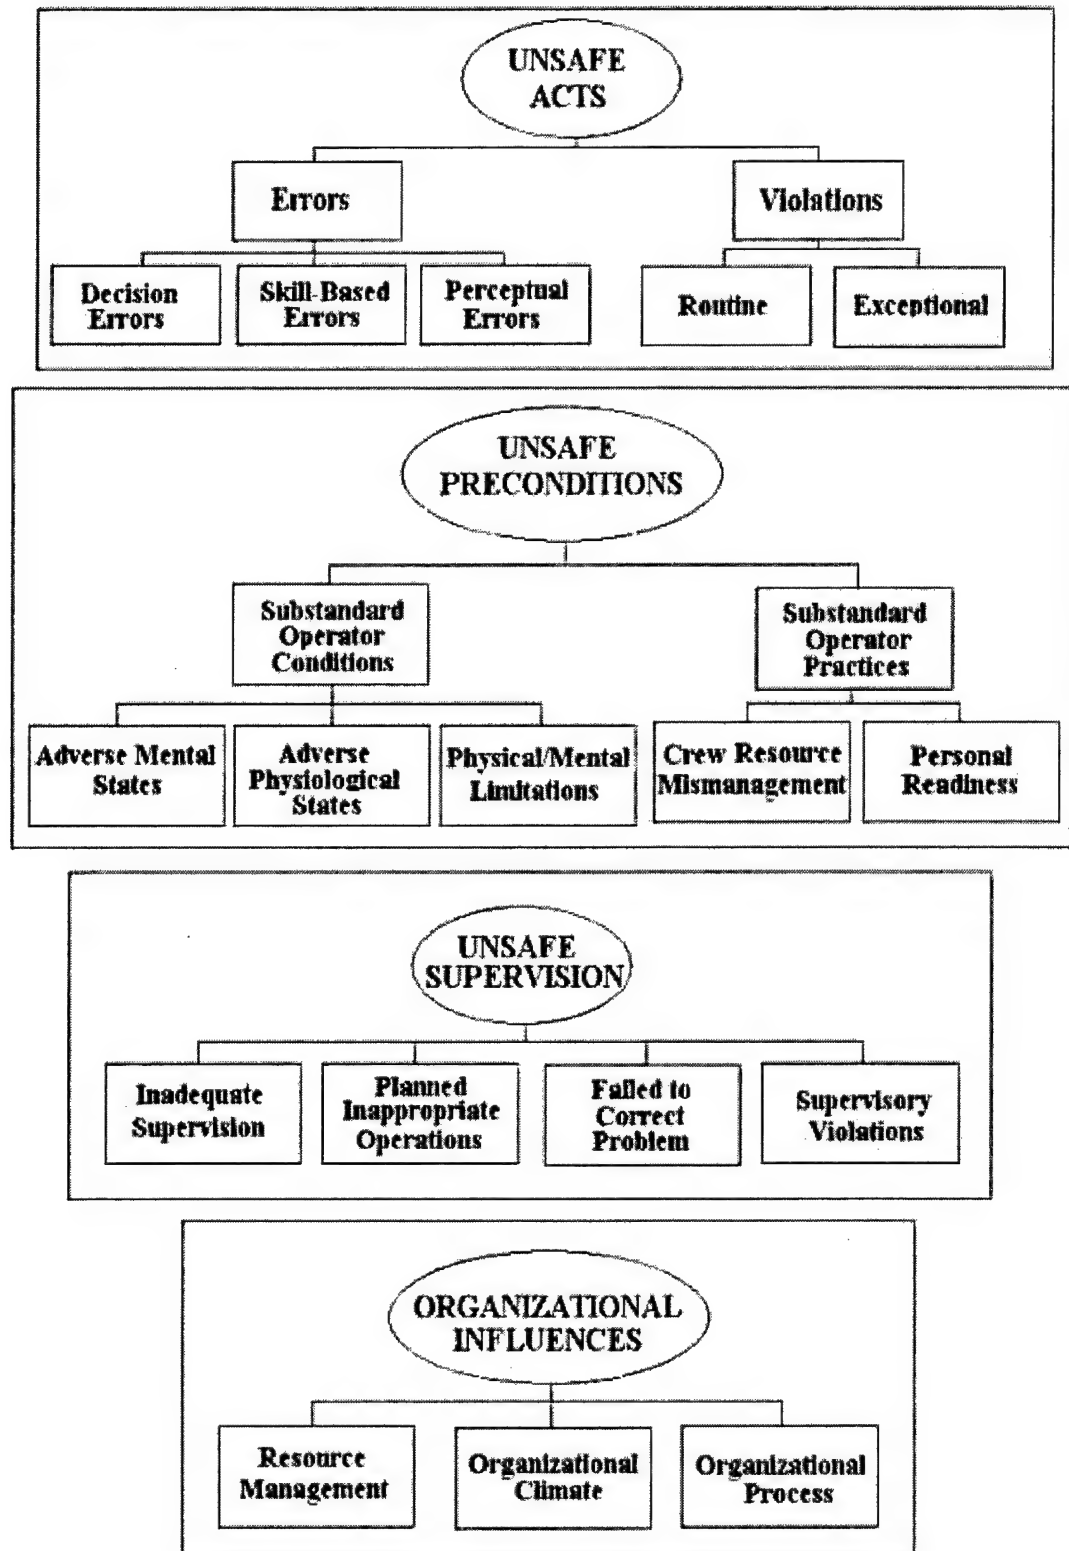 UNSAFE
ACTS
Errors
Violations
Decision
Errors
Skill-Based
Errors
Perceptual
Errors
Routine
Exceptional
UNSAFE
PRECONDITIONS
Substandard
Operator
Conditions
Substandard
Operator
Practices
Adverse Mental
States
Adverse
Physiological
States
Physical/Mental
Limitations
Crew Resource
Mismanagement
Personal
Readiness
UNSAFE
SUPERVISION
Inadequate
Supervision
Planned
Inappropriate
Operations
Failed to
Correct
Problem
Supervisory
Violations
ORGANIZATIONAL
INFLUENCES
Resource
Management
Organizational
Climate
Organizational
Process